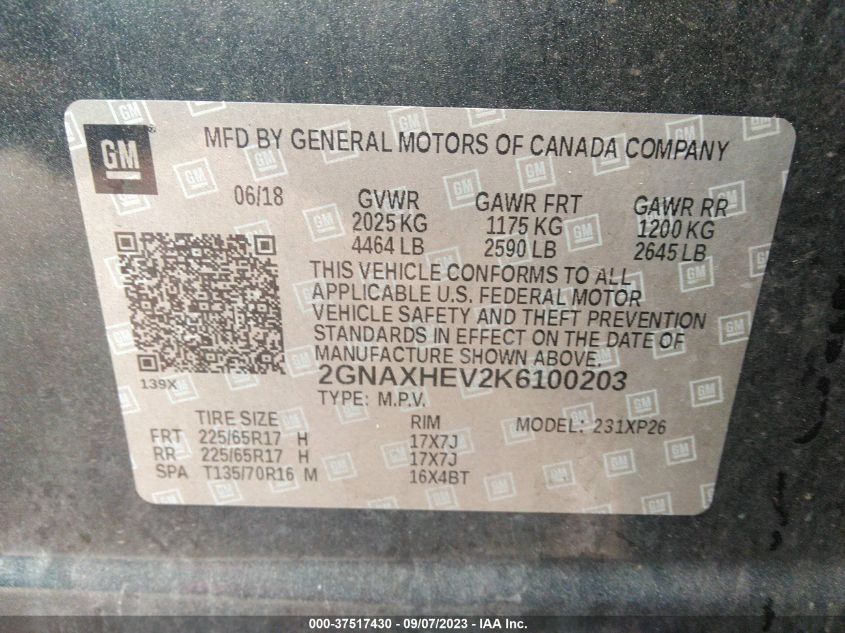 GM
MFD BY GENERAL MOTORS OF CANADA COMPANY
06/18 GVWR GAWR FRT GAWR RR
2025 KG 1175 KG 1200 KG
4464 LB 2590 LB 2645 LB
THIS VEHICLE CONFORMS TO ALL
APPLICABLE U.S. FEDERAL MOTOR
VEHICLE SAFETY AND THEFT PREVENTION
STANDARDS IN EFFECT ON THE DATE OF
MANUFACTURE SHOWN ABOVE.
139X
2GNAXHEV2K6100203
TYPE: M.P.V.
TIRE SIZE RIM MODEL: 231XP26
FRT 225/65R17 H 17X7J
RR 225/65R17 H 17X7J
SPA T135/70R16 M 16X4BT
000-37517430 - 09/07/2023 - www.iaai.com - Copyright IAA, Inc.